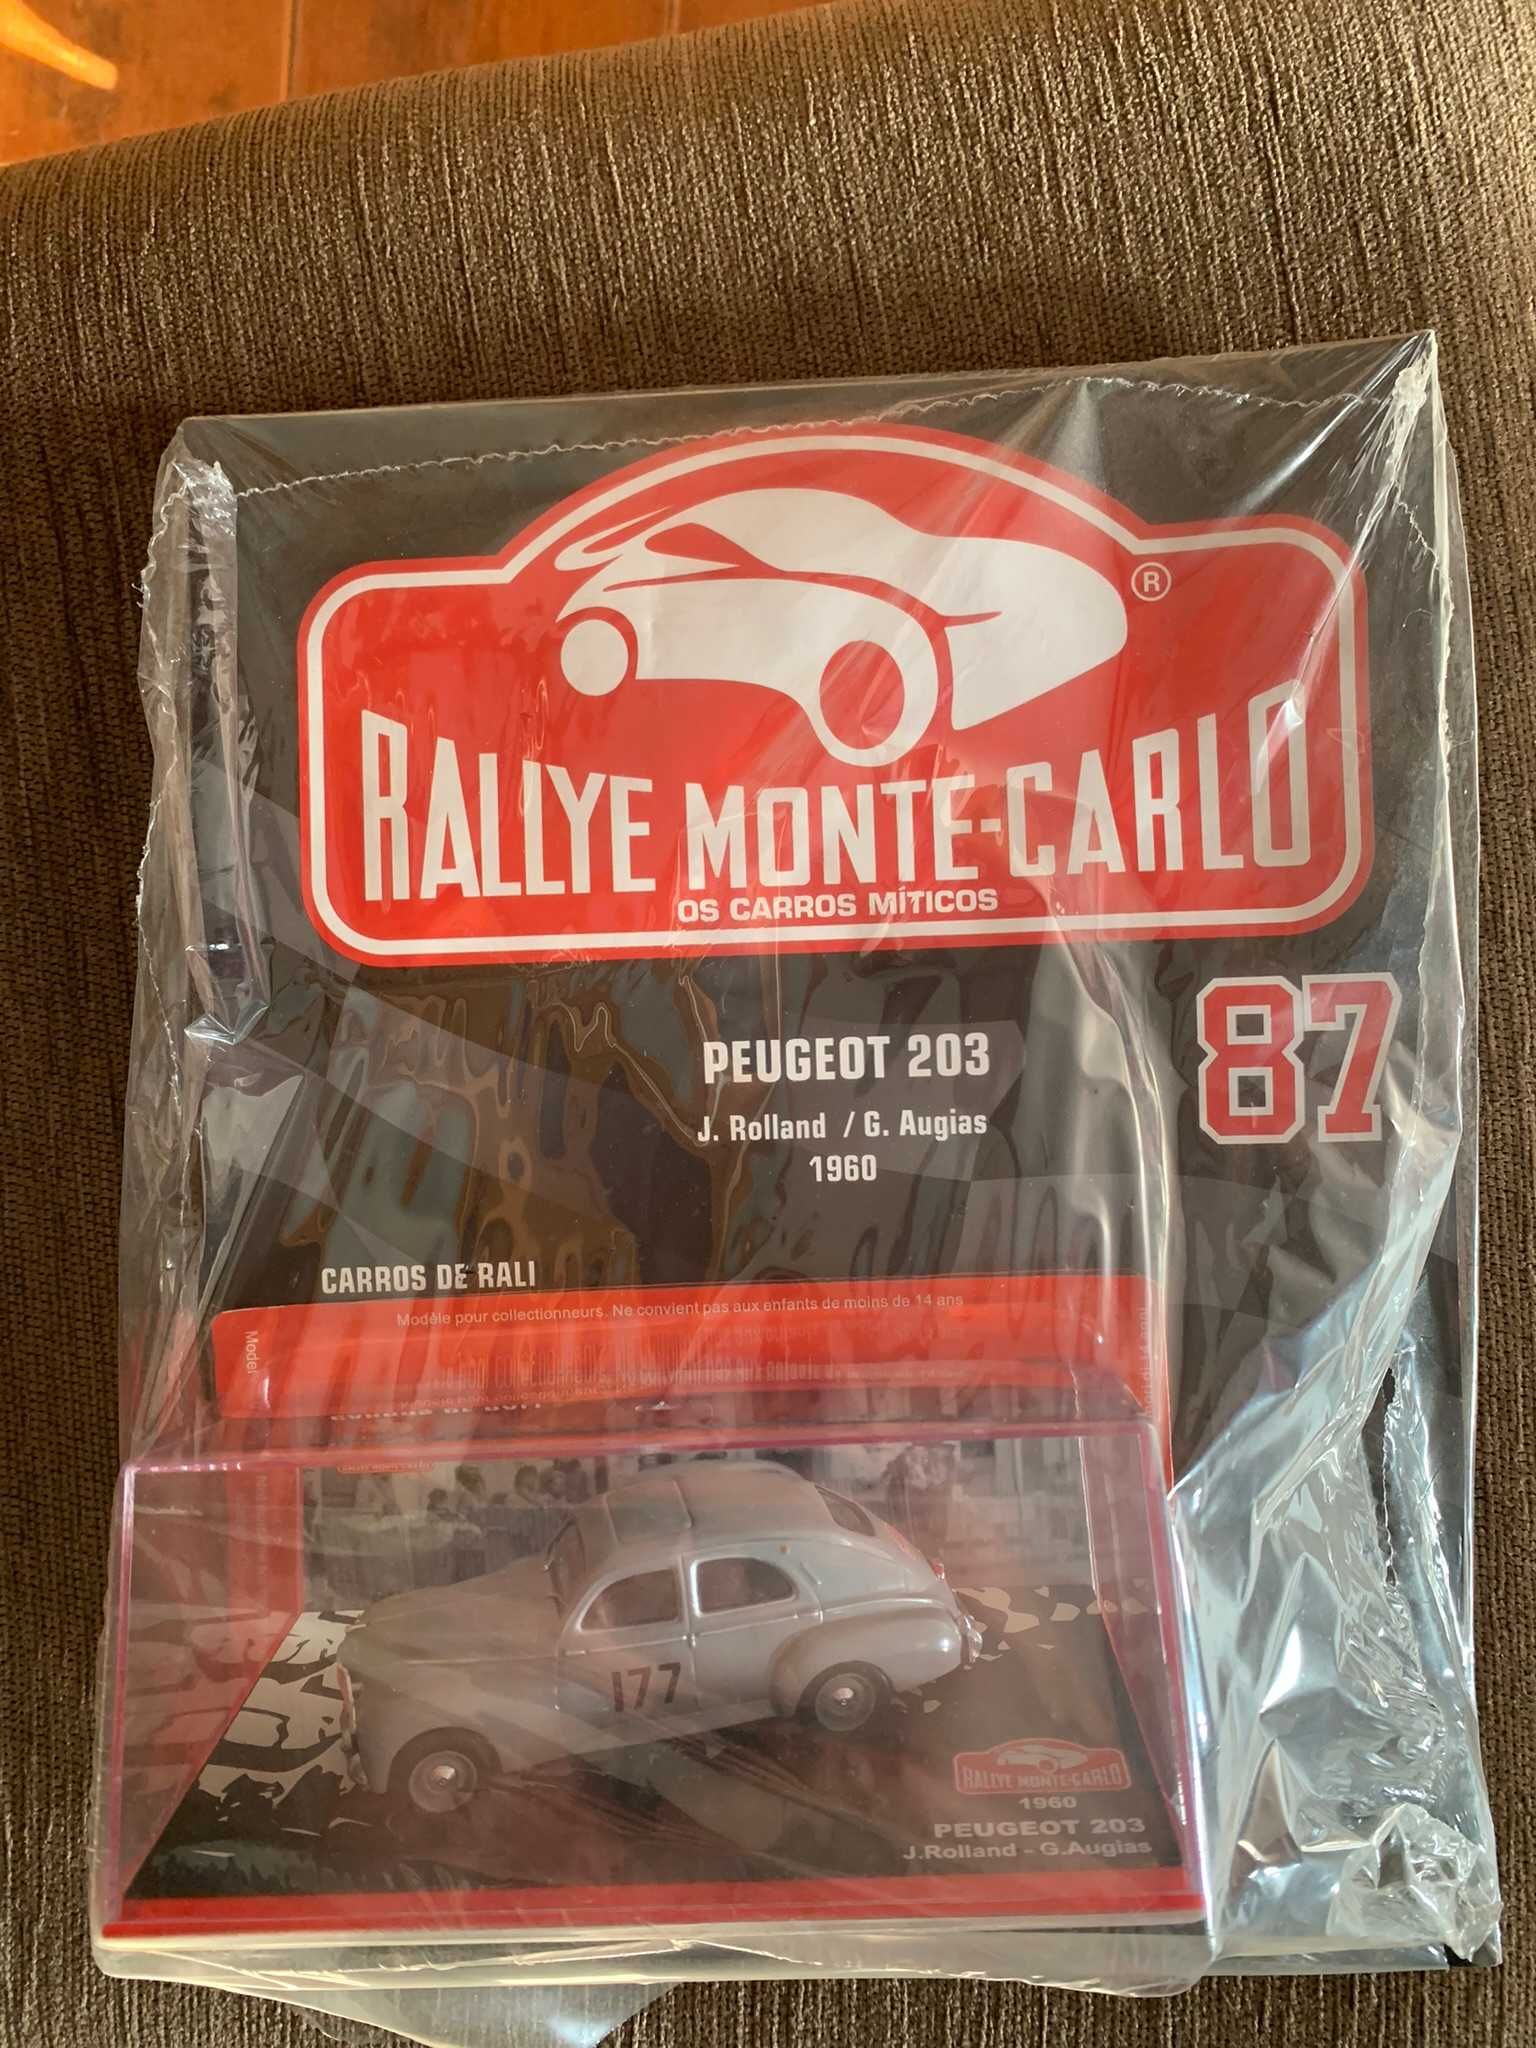 ®
RALLYE MONTE-CARLO
OS CARROS MÍTICOS
87
PEUGEOT 203
J. Rolland / G. Augias
1960
CARROS DE RALI
Modèle pour collectionneurs. Ne convient pas aux enfants de moins de 14 ans
Model
177
RALLYE MONTE-CARLO
1960
PEUGEOT 203
J.Rolland - G.Augias